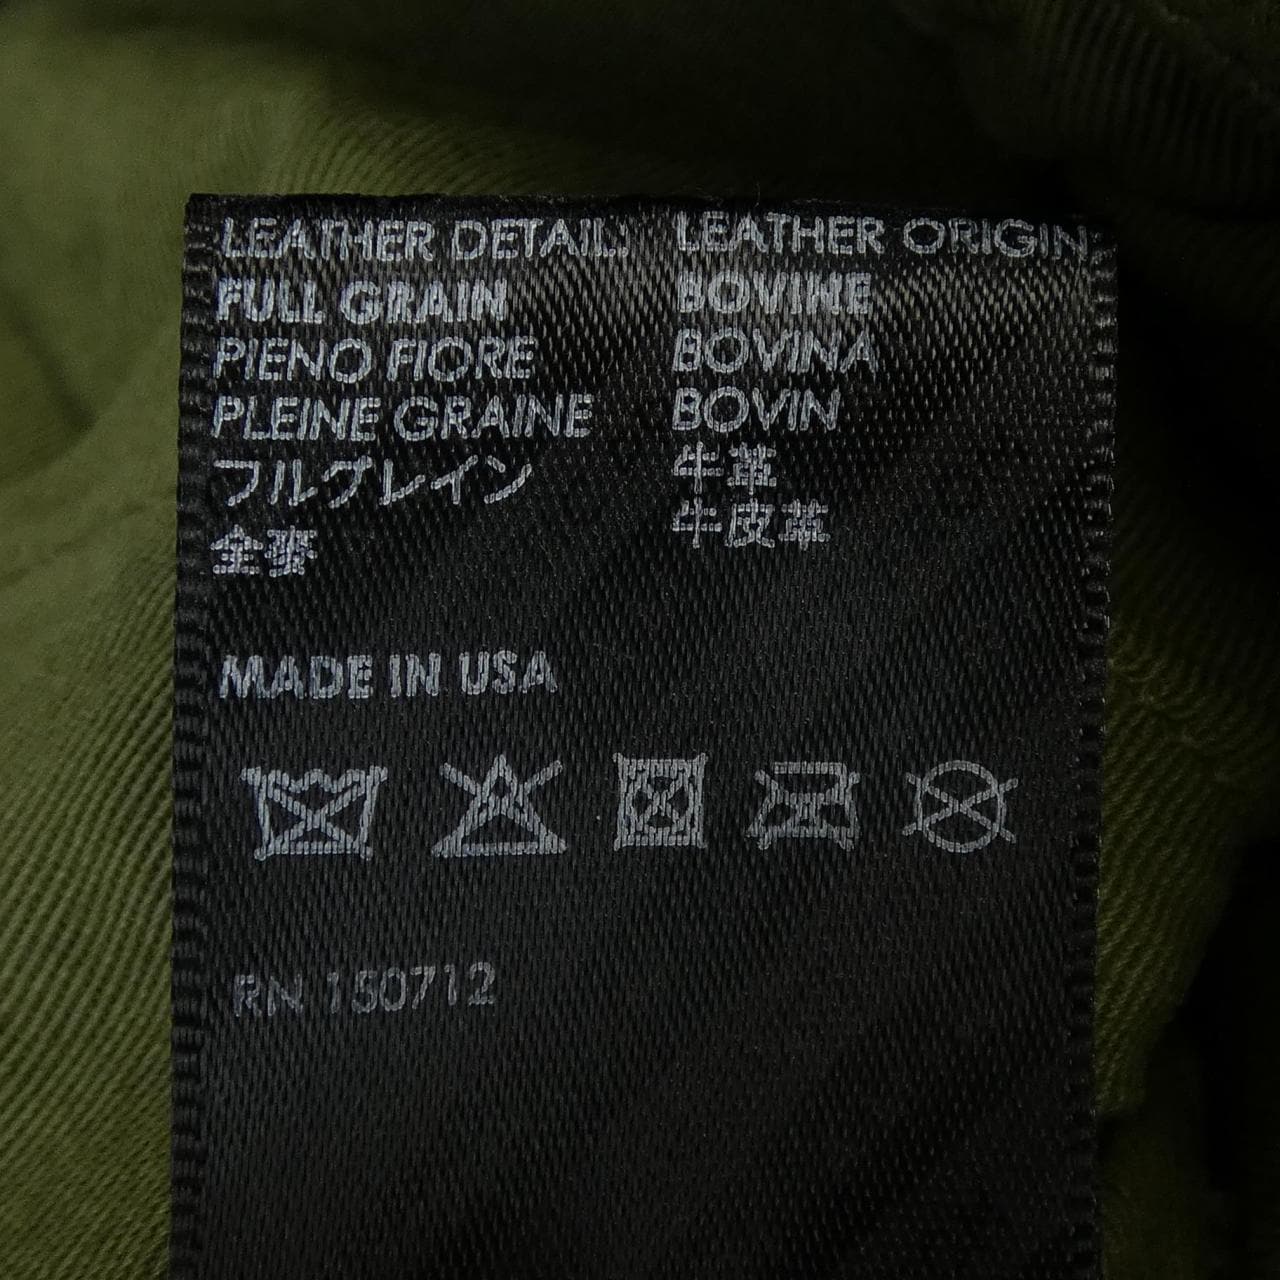 LEATHER DETAIL:
FULL GRAIN
PIENO FIORE
PLEINE GRAINE
フルグレイン
全麥
LEATHER ORIGIN:
BOVINE
BOVINA
BOVIN
牛革
牛皮革
MADE IN USA
RN 150712